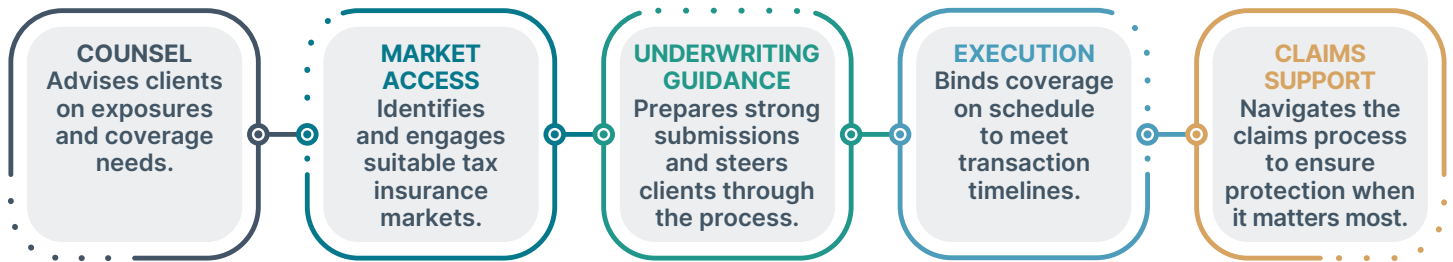 COUNSEL
Advises clients
on exposures
and coverage
needs.
MARKET
ACCESS
Identifies
and engages
suitable tax
insurance
markets.
UNDERWRITING
GUIDANCE
Prepares strong
submissions
and steers
clients through
the process.
EXECUTION
Binds coverage
on schedule
to meet
transaction
timelines.
CLAIMS
SUPPORT
Navigates the
claims process
to ensure
protection when
it matters most.